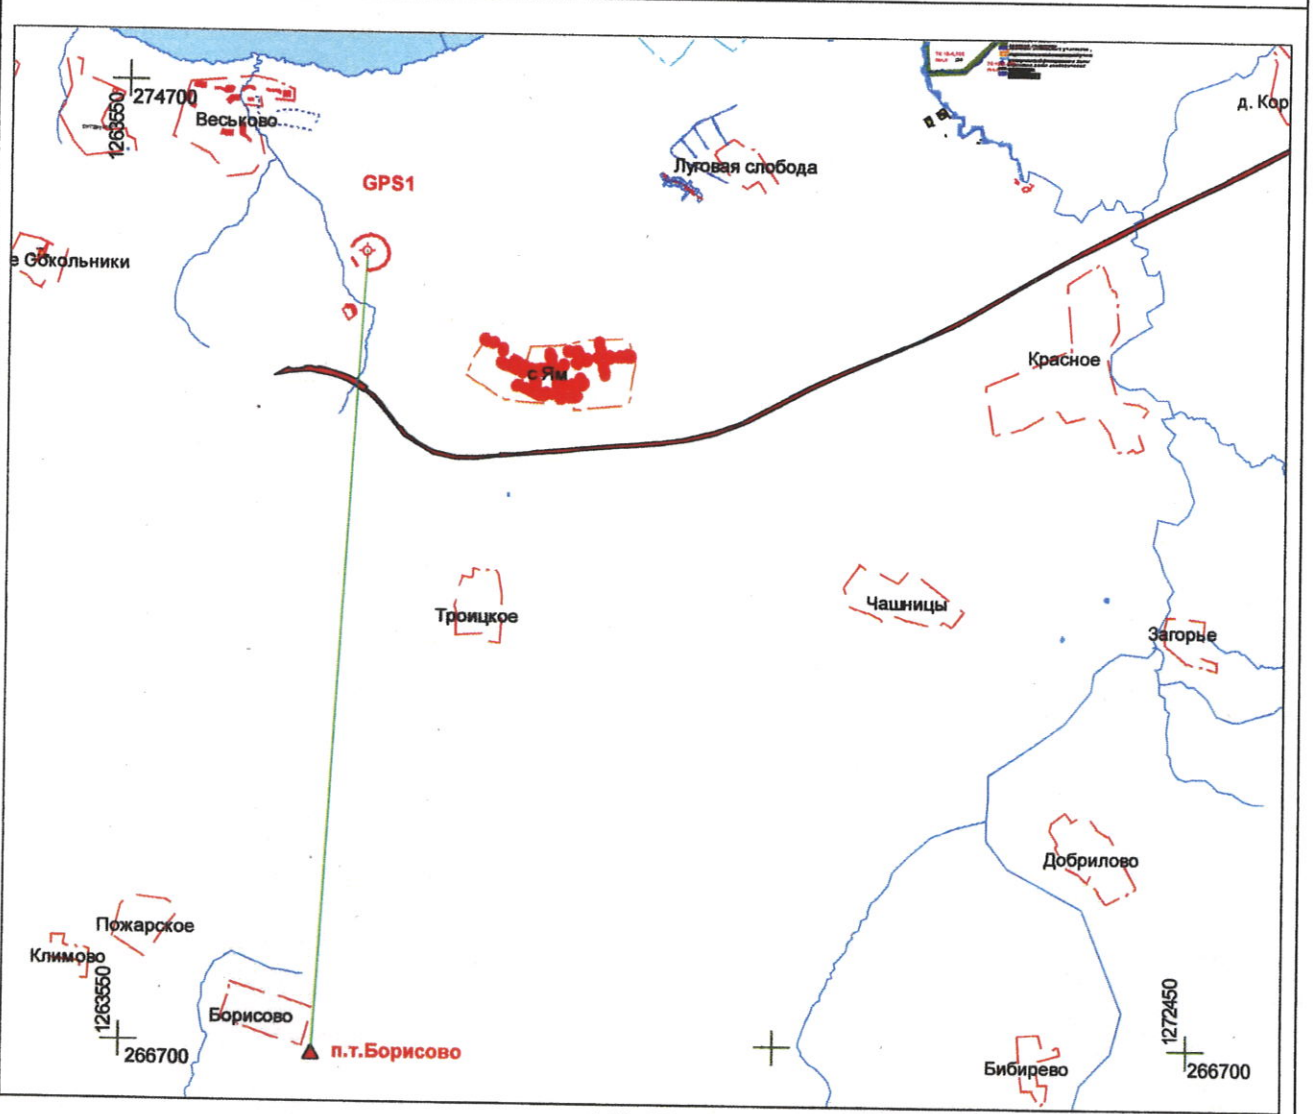 274700
1263550
Веськово
д. Кор
Луговая слобода
GPS1
е Сокольники
Красное
с Ям
Троицкое
Чашницы
Загорье
Добрилово
Пожарское
Климово
1263550
Борисово
1272450
266700
п.т.Борисово
Бибирево
266700